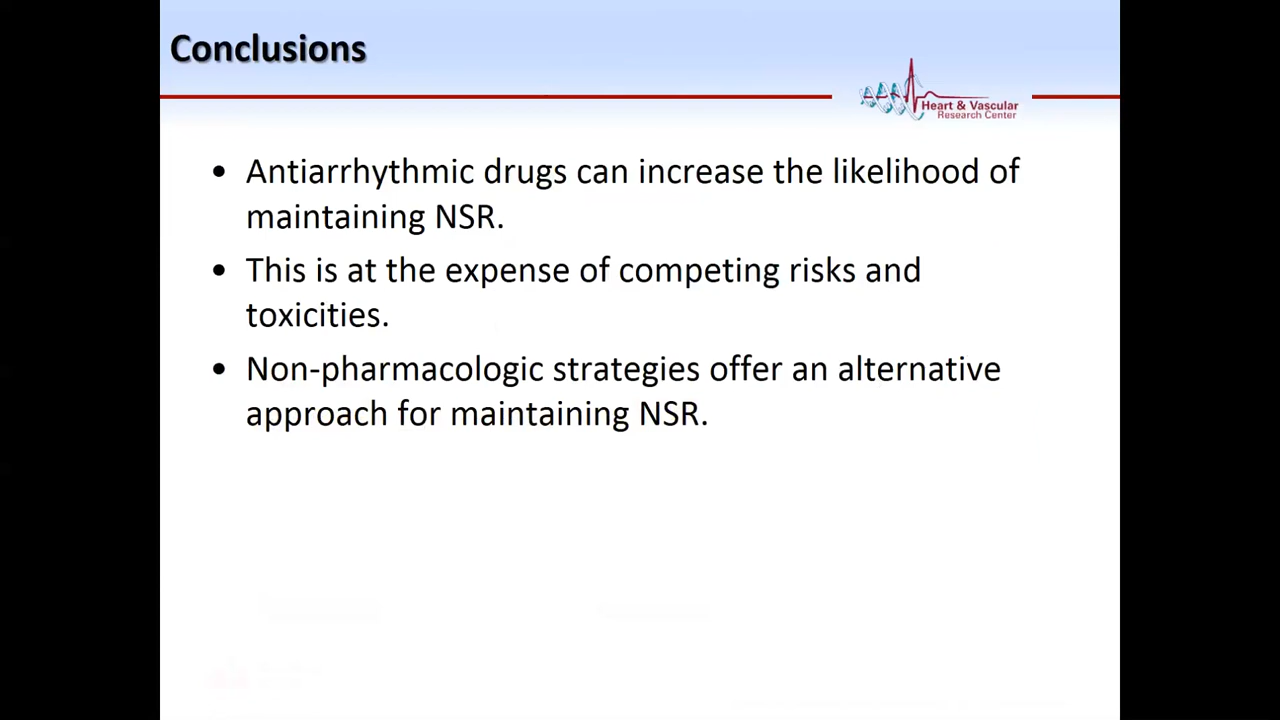 Conclusions
Heart & Vascular
Research Center
• Antiarrhythmic drugs can increase the likelihood of
maintaining NSR.
• This is at the expense of competing risks and
toxicities.
• Non-pharmacologic strategies offer an alternative
approach for maintaining NSR.